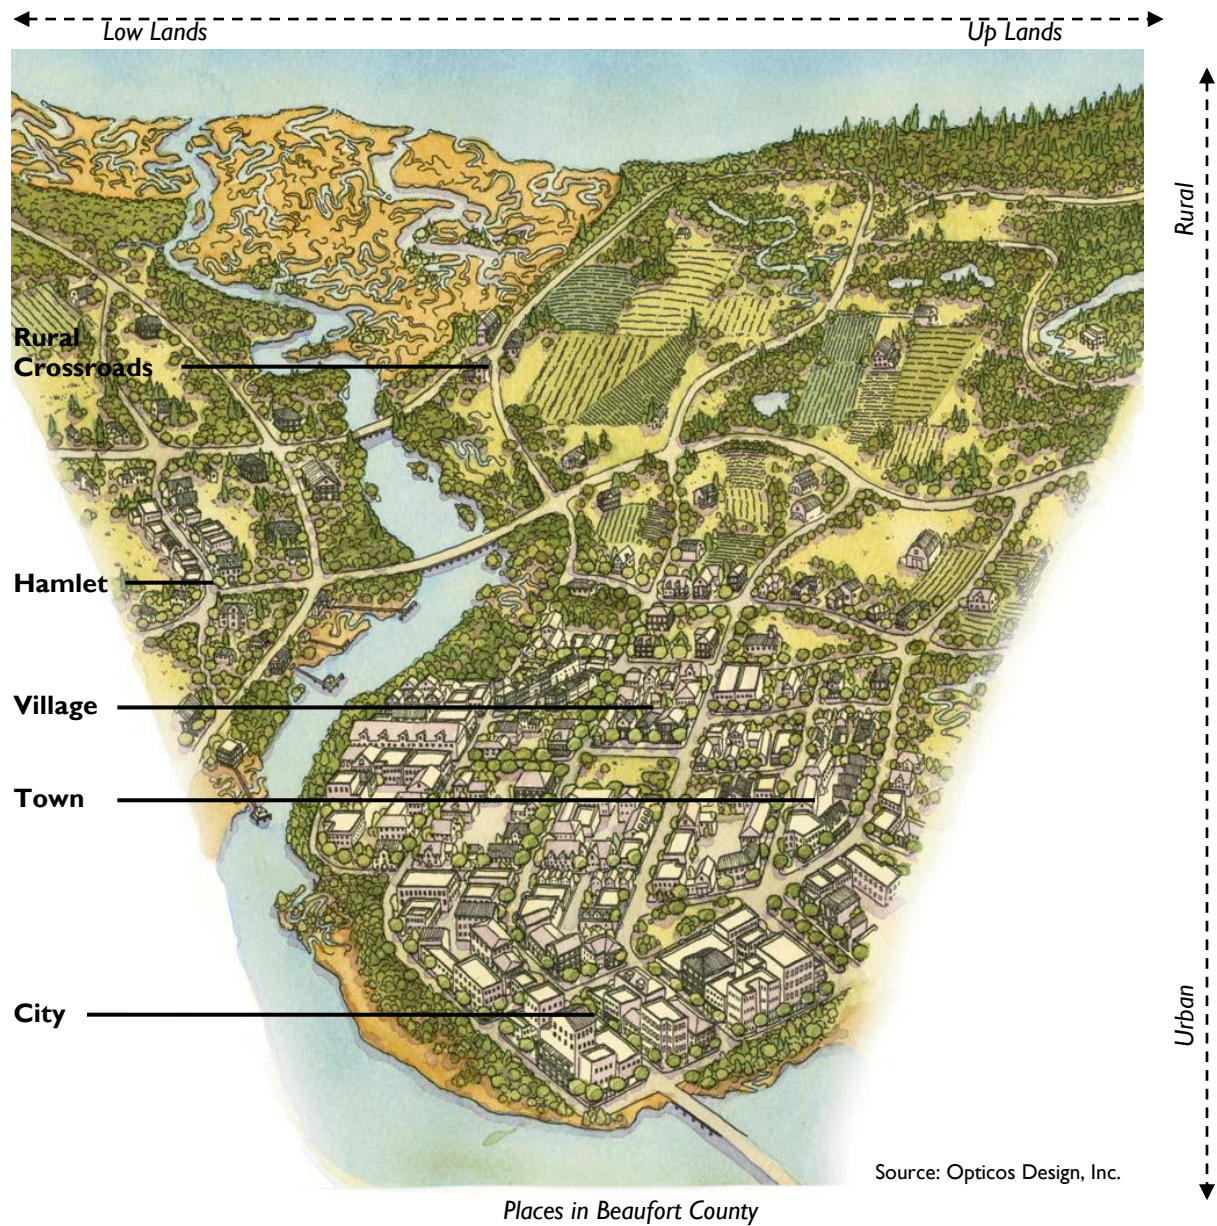 Low Lands
Up Lands
Rural
Rural
Crossroads
Hamlet
Village
Town
City
Urban
Source: Opticos Design, Inc.
Places in Beaufort County